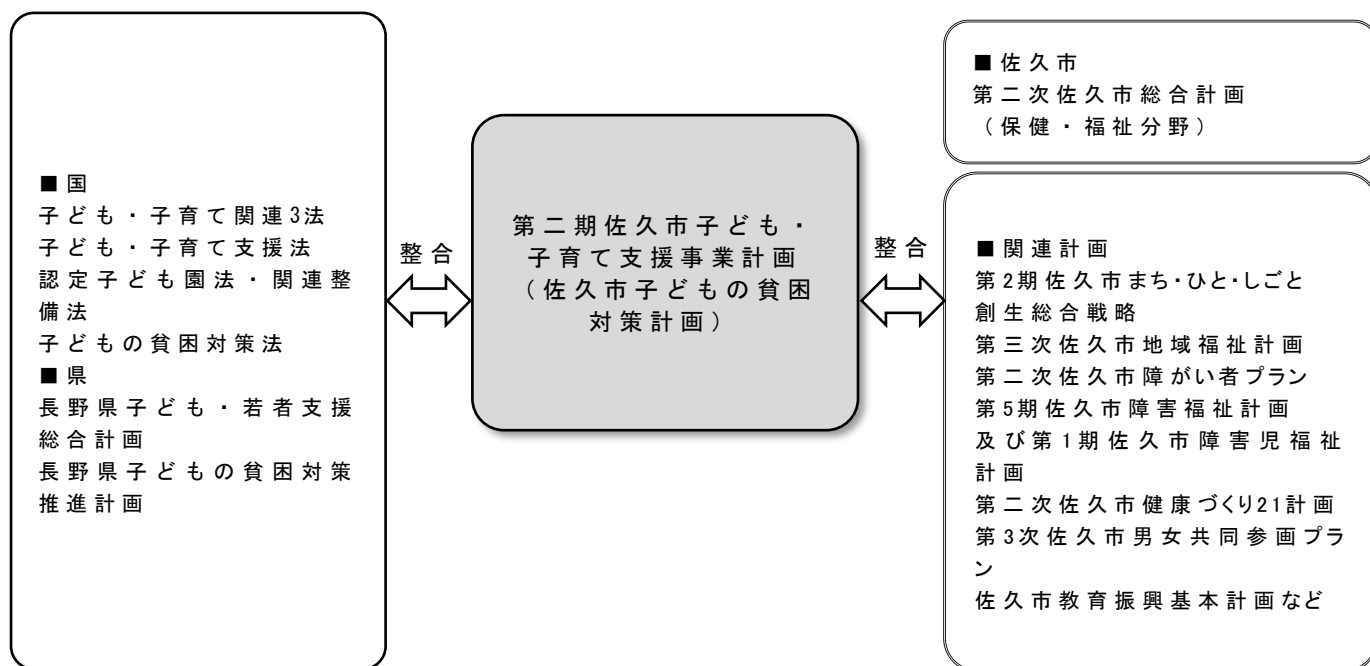 ■国
子ども・子育て関連3法
子ども・子育て支援法
認定子ども園法・関連整
備法
子どもの貧困対策法
■県
長野県子ども・若者支援
総合計画
長野県子どもの貧困対策
推進計画
整合
第二期佐久市子ども・
子育て支援事業計画
（佐久市子どもの貧困
対策計画）
整合
■佐久市
第二次佐久市総合計画
（保健・福祉分野）
■関連計画
第2期佐久市まち・ひと・しごと
創生総合戦略
第三次佐久市地域福祉計画
第二次佐久市障がい者プラン
第5期佐久市障害福祉計画
及び第1期佐久市障害児福祉
計画
第二次佐久市健康づくり21計画
第3次佐久市男女共同参画プラ
ン
佐久市教育振興基本計画など